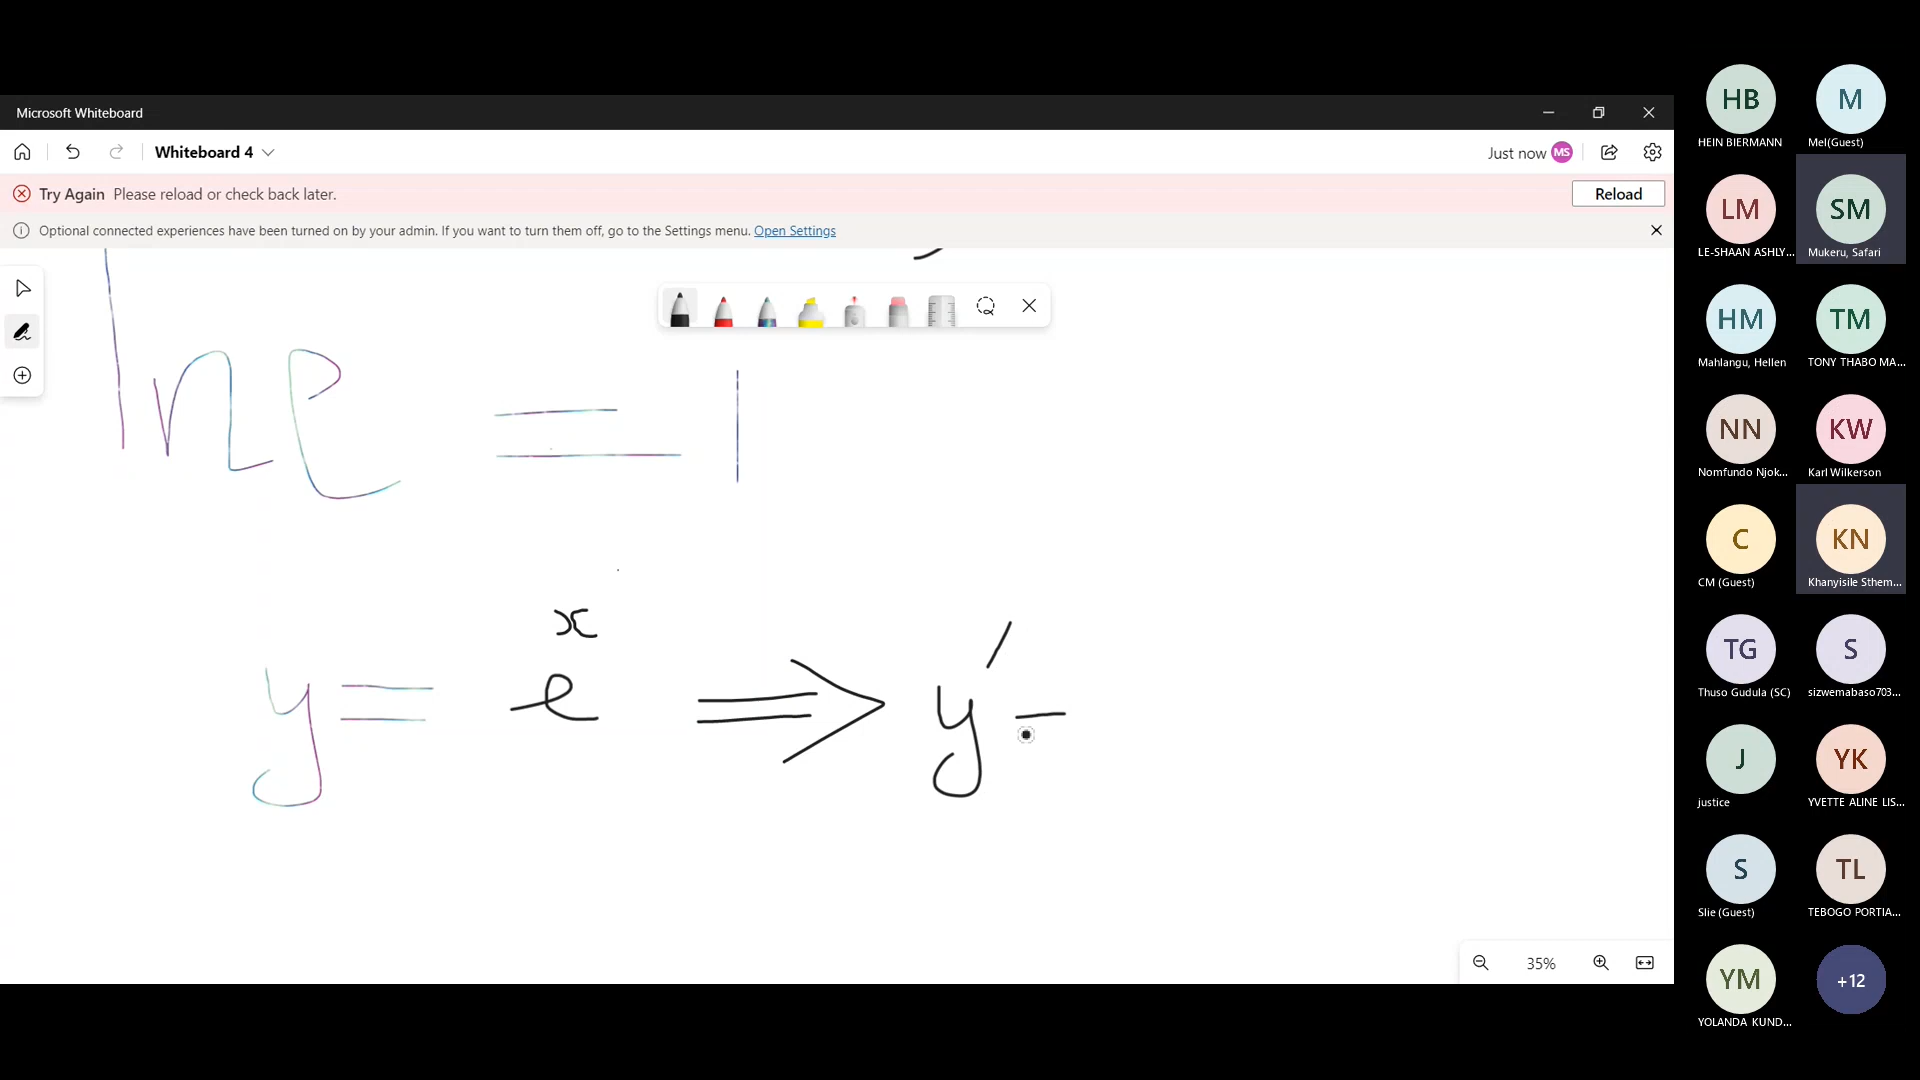 Microsoft Whiteboard
Whiteboard 4
Just now MS
Try Again Please reload or check back later.
Reload
Optional connected experiences have been turned on by your admin. If you want to turn them off, go to the Settings menu. Open Settings
ln e = 1
y = e^x ⟹ y' –
35%
HB
HEIN BIERMANN
M
Mel(Guest)
LM
LE-SHAAN ASHLY...
SM
Mukeru, Safari
HM
Mahlangu, Hellen
TM
TONY THABO MA...
NN
Nomfundo Njok...
KW
Karl Wilkerson
C
CM (Guest)
KN
Khanyisile Sthem...
TG
Thuso Gudula (SC)
S
sizwemabaso703...
J
justice
YK
YVETTE ALINE LIS...
S
Slie (Guest)
TL
TEBOGO PORTIA...
YM
YOLANDA KUND...
+12